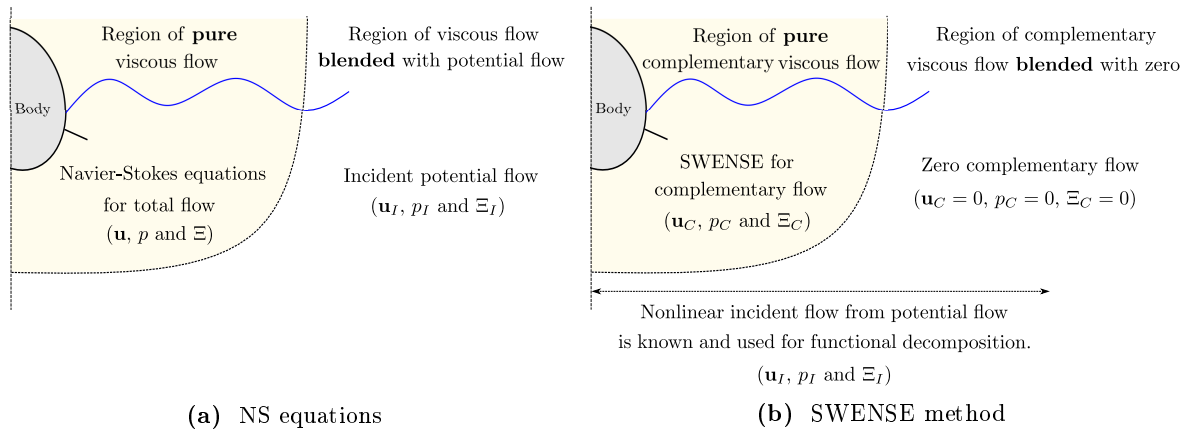 Region of pure
viscous flow
Region of viscous flow
blended with potential flow
Body
Navier-Stokes equations
for total flow
(u, p and Ξ)
Incident potential flow
(u_I, p_I and Ξ_I)
(a) NS equations
Region of pure
complementary viscous flow
Region of complementary
viscous flow blended with zero
Body
SWENSE for
complementary flow
(u_C, p_C and Ξ_C)
Zero complementary flow
(u_C = 0, p_C = 0, Ξ_C = 0)
Nonlinear incident flow from potential flow
is known and used for functional decomposition.
(u_I, p_I and Ξ_I)
(b) SWENSE method